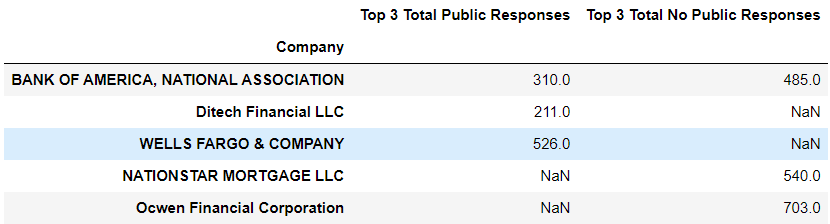 Top 3 Total Public Responses Top 3 Total No Public Responses
Company
BANK OF AMERICA, NATIONAL ASSOCIATION 310.0 485.0
Ditech Financial LLC 211.0 NaN
WELLS FARGO & COMPANY 526.0 NaN
NATIONSTAR MORTGAGE LLC NaN 540.0
Ocwen Financial Corporation NaN 703.0